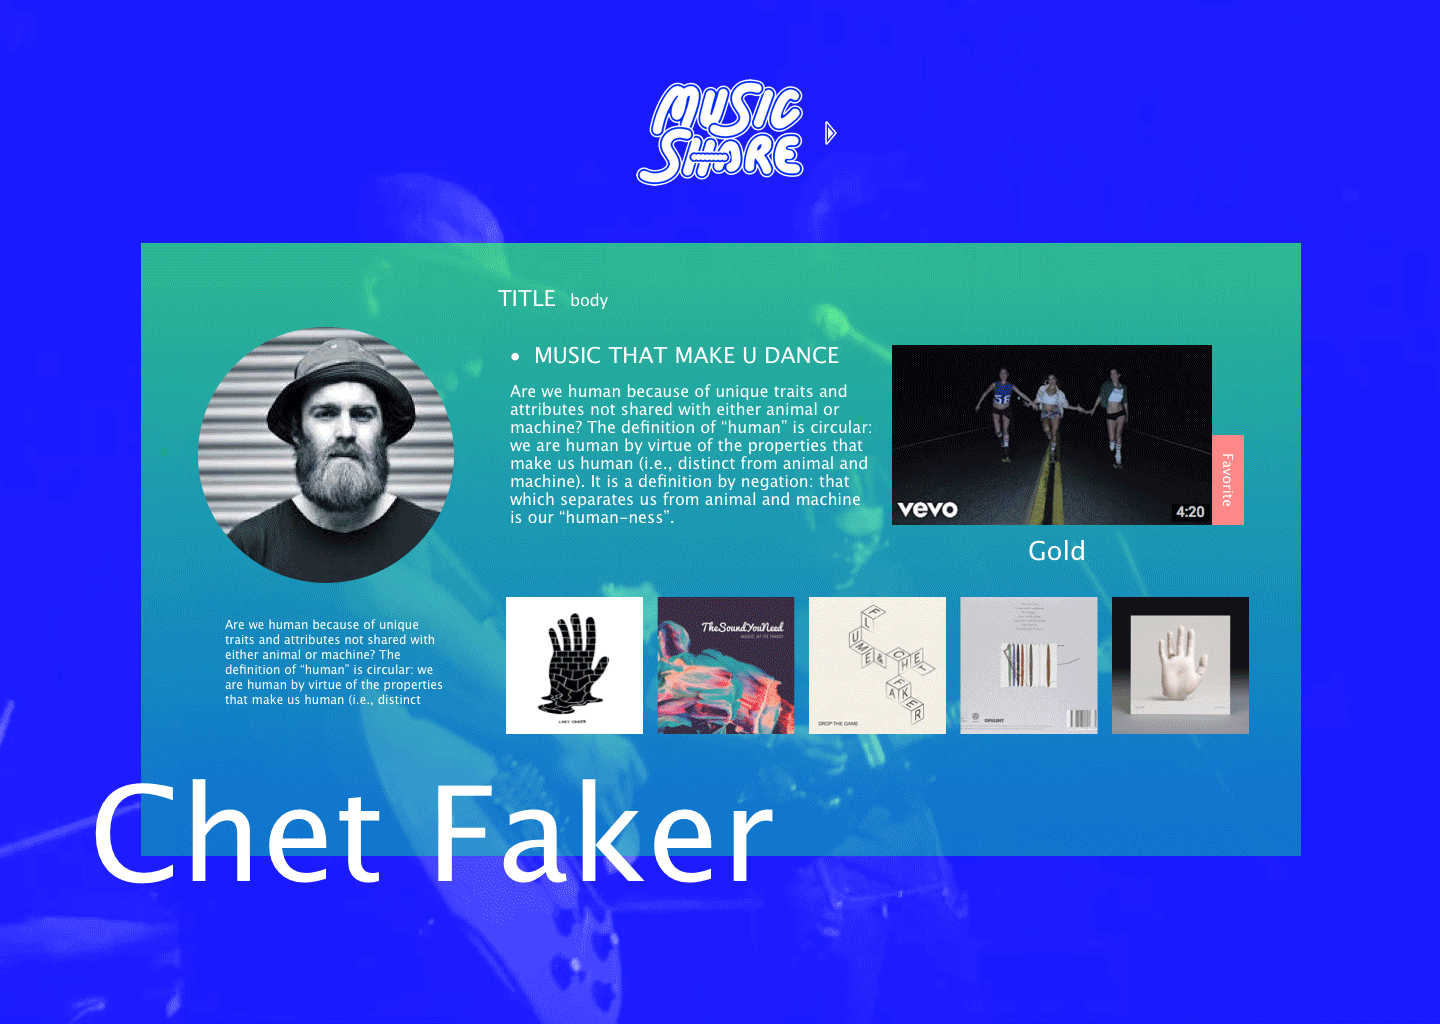 MUSIC
SHARE
TITLE body
• MUSIC THAT MAKE U DANCE
Are we human because of unique traits and
attributes not shared with either animal or
machine? The definition of “human” is circular:
we are human by virtue of the properties that
make us human (i.e., distinct from animal and
machine). It is a definition by negation: that
which separates us from animal and machine
is our “human-ness”.
vevo
4:20
Favorite
Gold
Are we human because of unique
traits and attributes not shared with
either animal or machine? The
definition of “human” is circular: we
are human by virtue of the properties
that make us human (i.e., distinct
CHET FAKER
TheSoundYouNeed
FLUME & CHET FAKER
DROP THE GAME
OPULENT
Chet Faker